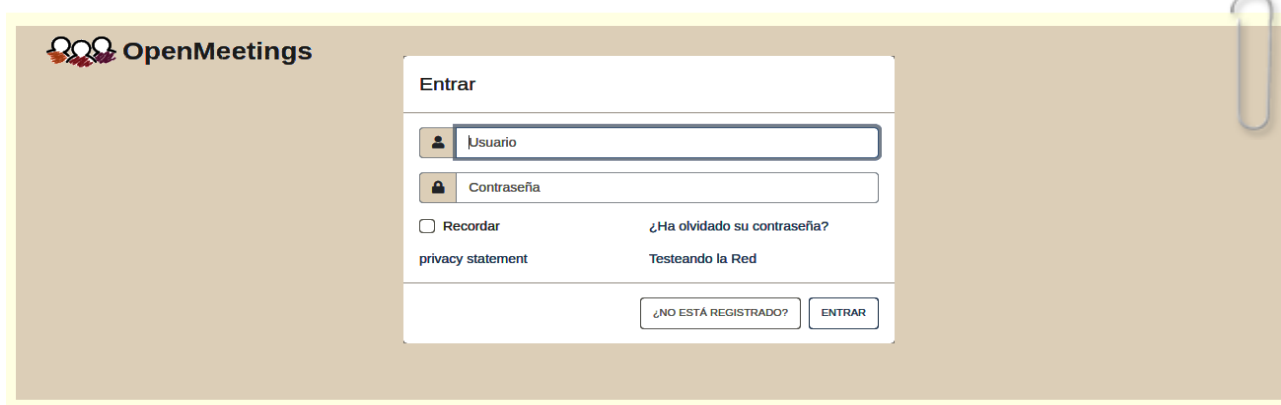 OpenMeetings
Entrar
Usuario
Contraseña
Recordar
¿Ha olvidado su contraseña?
privacy statement
Testeando la Red
¿NO ESTÁ REGISTRADO?
ENTRAR